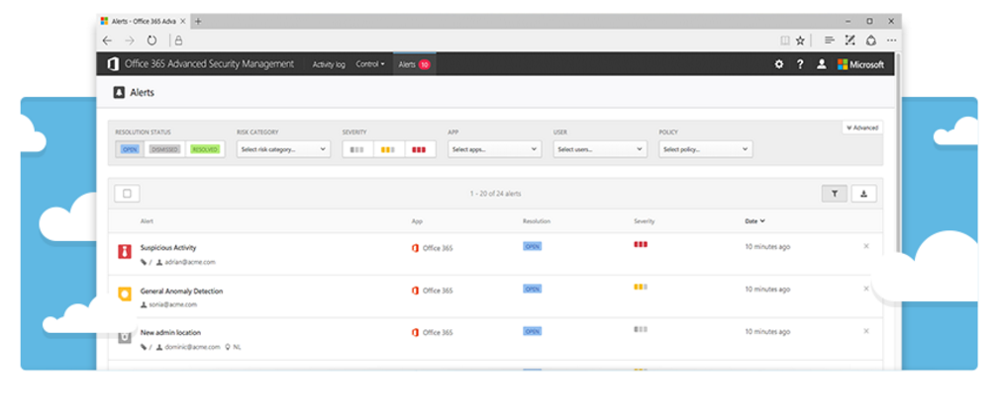 Alerts - Office 365 Adva
Office 365 Advanced Security Management Activity log Control Alerts 10 ? Microsoft
Alerts
RESOLUTION STATUS RISK CATEGORY SEVERITY APP USER POLICY Advanced
OPEN DISMISSED RESOLVED Select risk category... Select apps... Select users... Select policy...
1 - 20 of 24 alerts
Alert App Resolution Severity Date
Suspicious Activity Office 365 OPEN 10 minutes ago
/ adrian@acme.com
General Anomaly Detection Office 365 OPEN 10 minutes ago
sonia@acme.com
New admin location Office 365 OPEN 10 minutes ago
/ dominic@acme.com NL